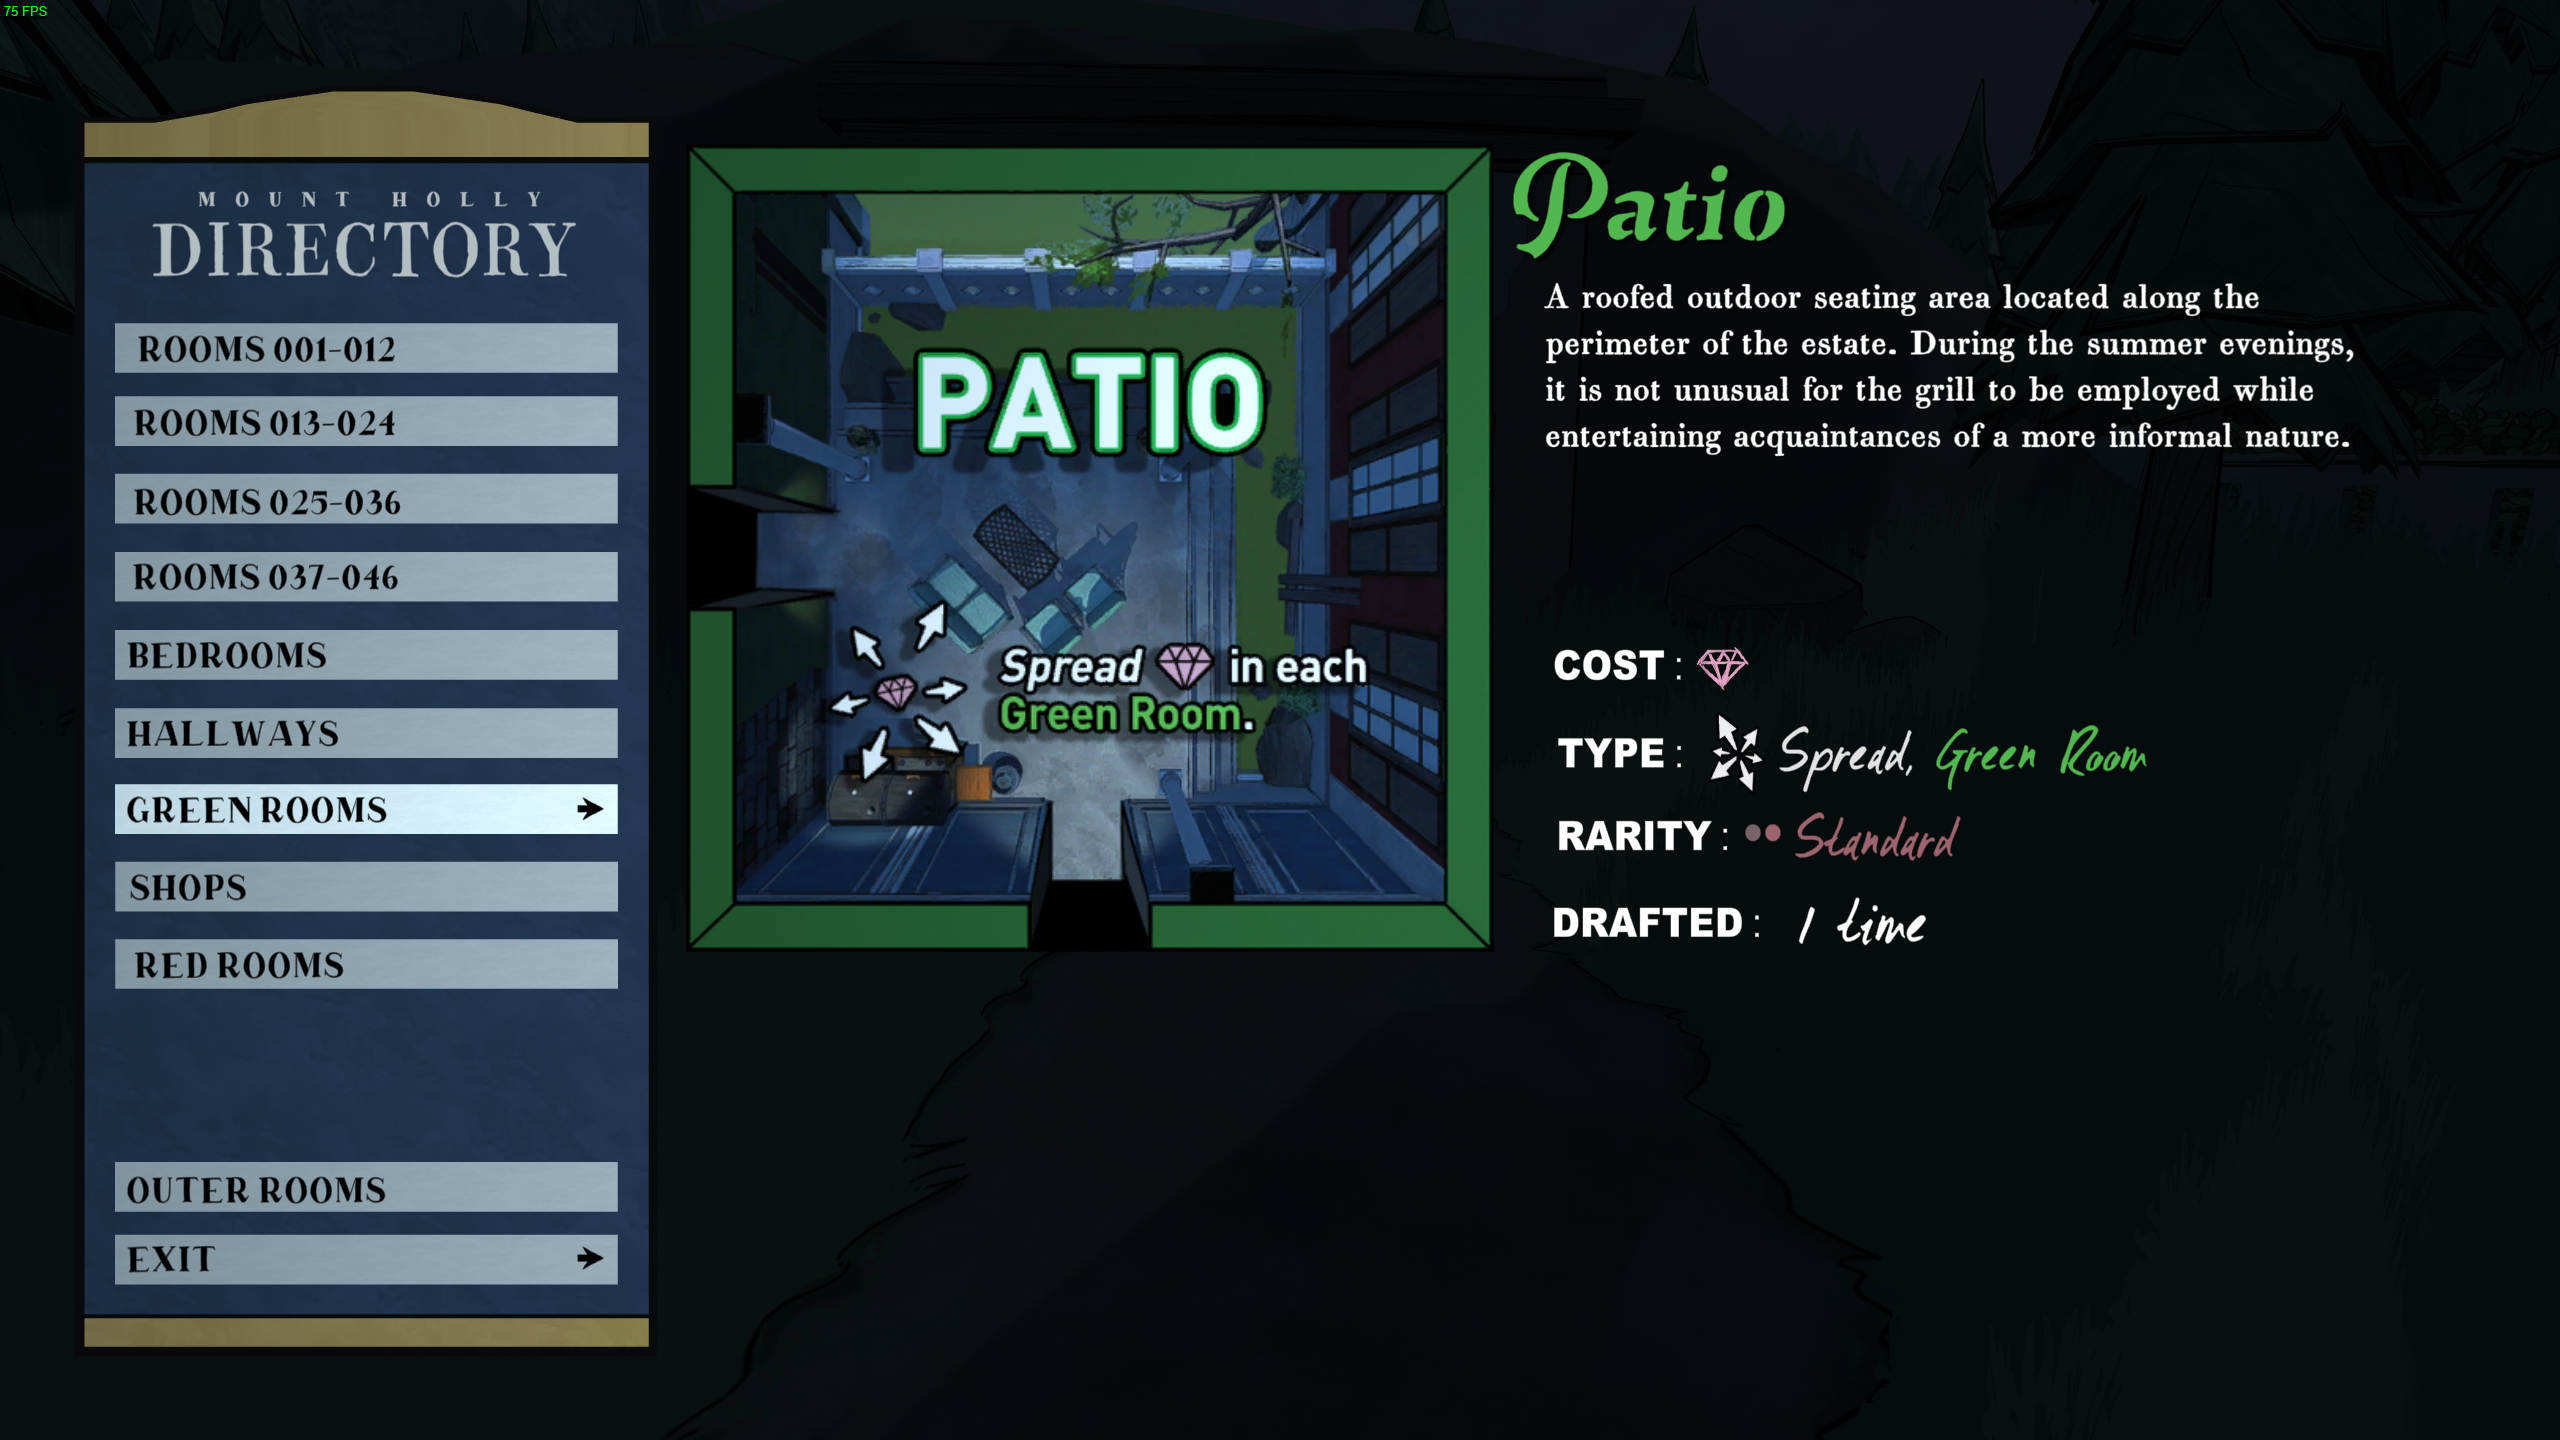 75 FPS
MOUNT HOLLY
DIRECTORY
ROOMS 001-012
ROOMS 013-024
ROOMS 025-036
ROOMS 037-046
BEDROOMS
HALLWAYS
GREEN ROOMS
SHOPS
RED ROOMS
OUTER ROOMS
EXIT
PATIO
Spread in each
Green Room.
Patio
A roofed outdoor seating area located along the
perimeter of the estate. During the summer evenings,
it is not unusual for the grill to be employed while
entertaining acquaintances of a more informal nature.
COST :
TYPE : Spread, Green Room
RARITY : Standard
DRAFTED : 1 time